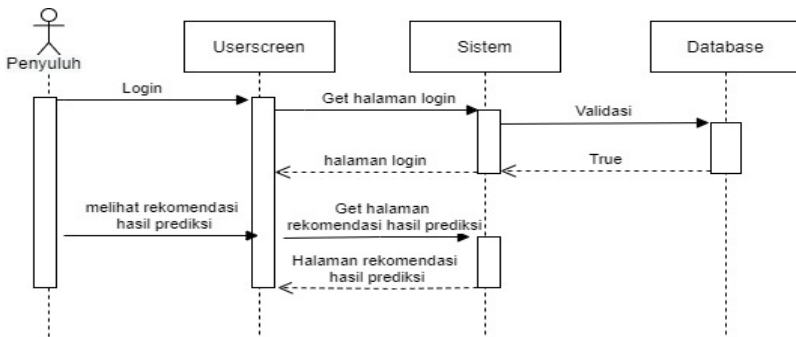 Penyuluh
Userscreen
Sistem
Database
Login
Get halaman login
Validasi
halaman login
True
melihat rekomendasi
hasil prediksi
Get halaman
rekomendasi hasil prediksi
Halaman rekomendasi
hasil prediksi